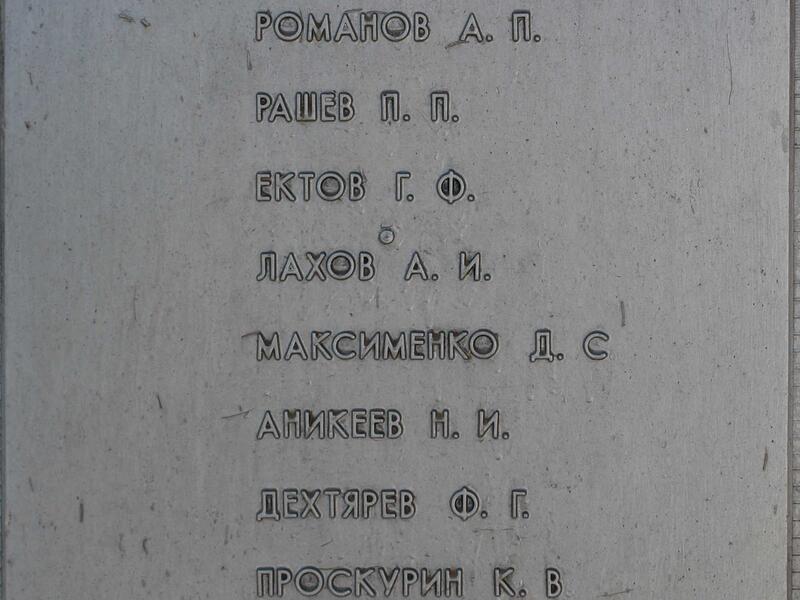 РОМАНОВ А. П.
РАШЕВ П. П.
ЕКТОВ Г. Ф.
ЛАХОВ А. И.
МАКСИМЕНКО Д. С
АНИКЕЕВ Н. И.
ДЕХТЯРЕВ Ф. Г.
ПРОСКУРИН К. В